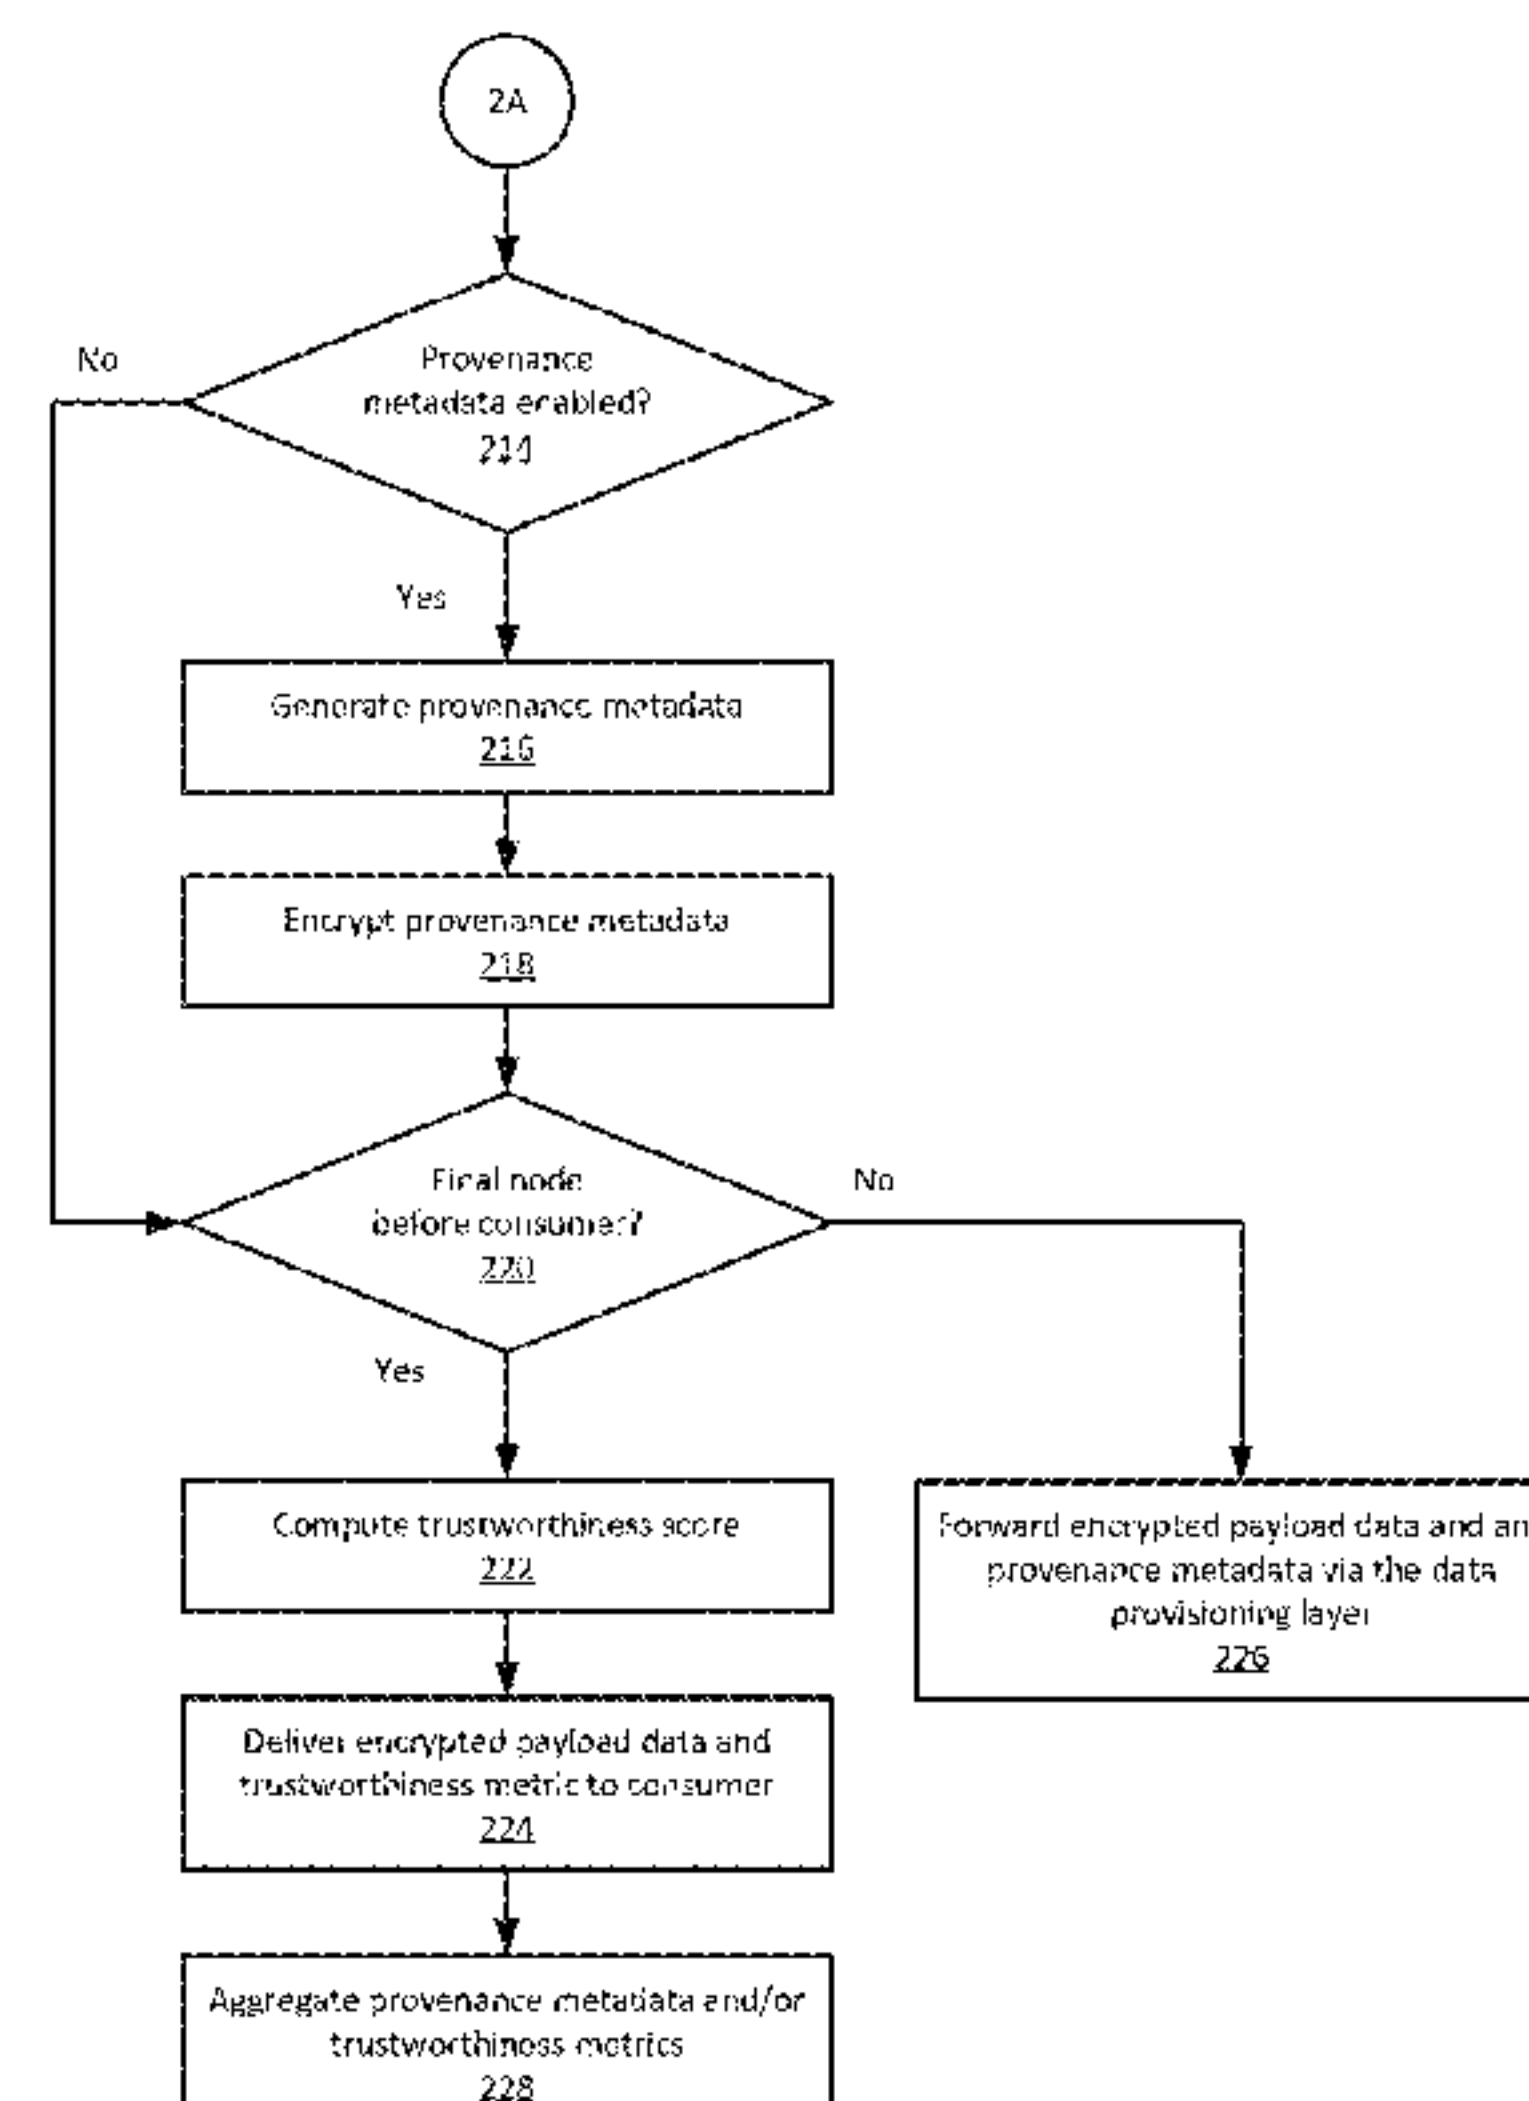 2A
No
Provenance
metadata enabled?
214
Yes
Generate provenance metadata
216
Encrypt provenance metadata
218
Final node
before consumer?
220
No
Yes
Compute trustworthiness score
222
Forward encrypted payload data and
provenance metadata via the data
provisioning layer
226
Deliver encrypted payload data and
trustworthiness metric to consumer
224
Aggregate provenance metadata and/or
trustworthiness metrics
228